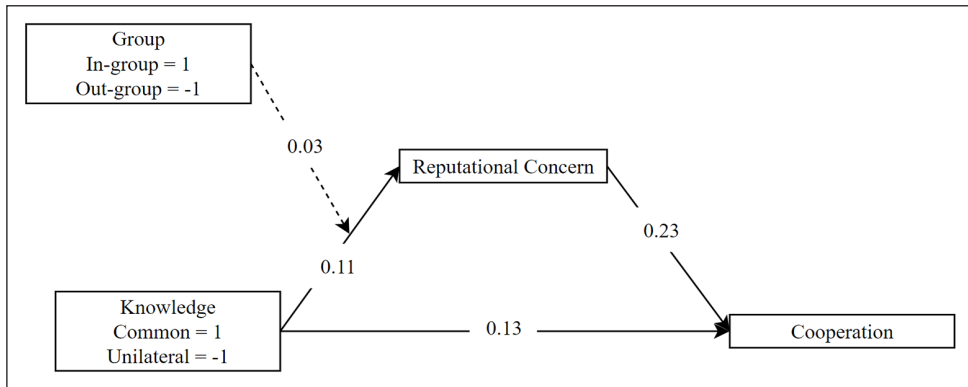 Group
In-group = 1
Out-group = -1
0.03
Reputational Concern
0.23
0.11
Knowledge
Common = 1
Unilateral = -1
0.13
Cooperation